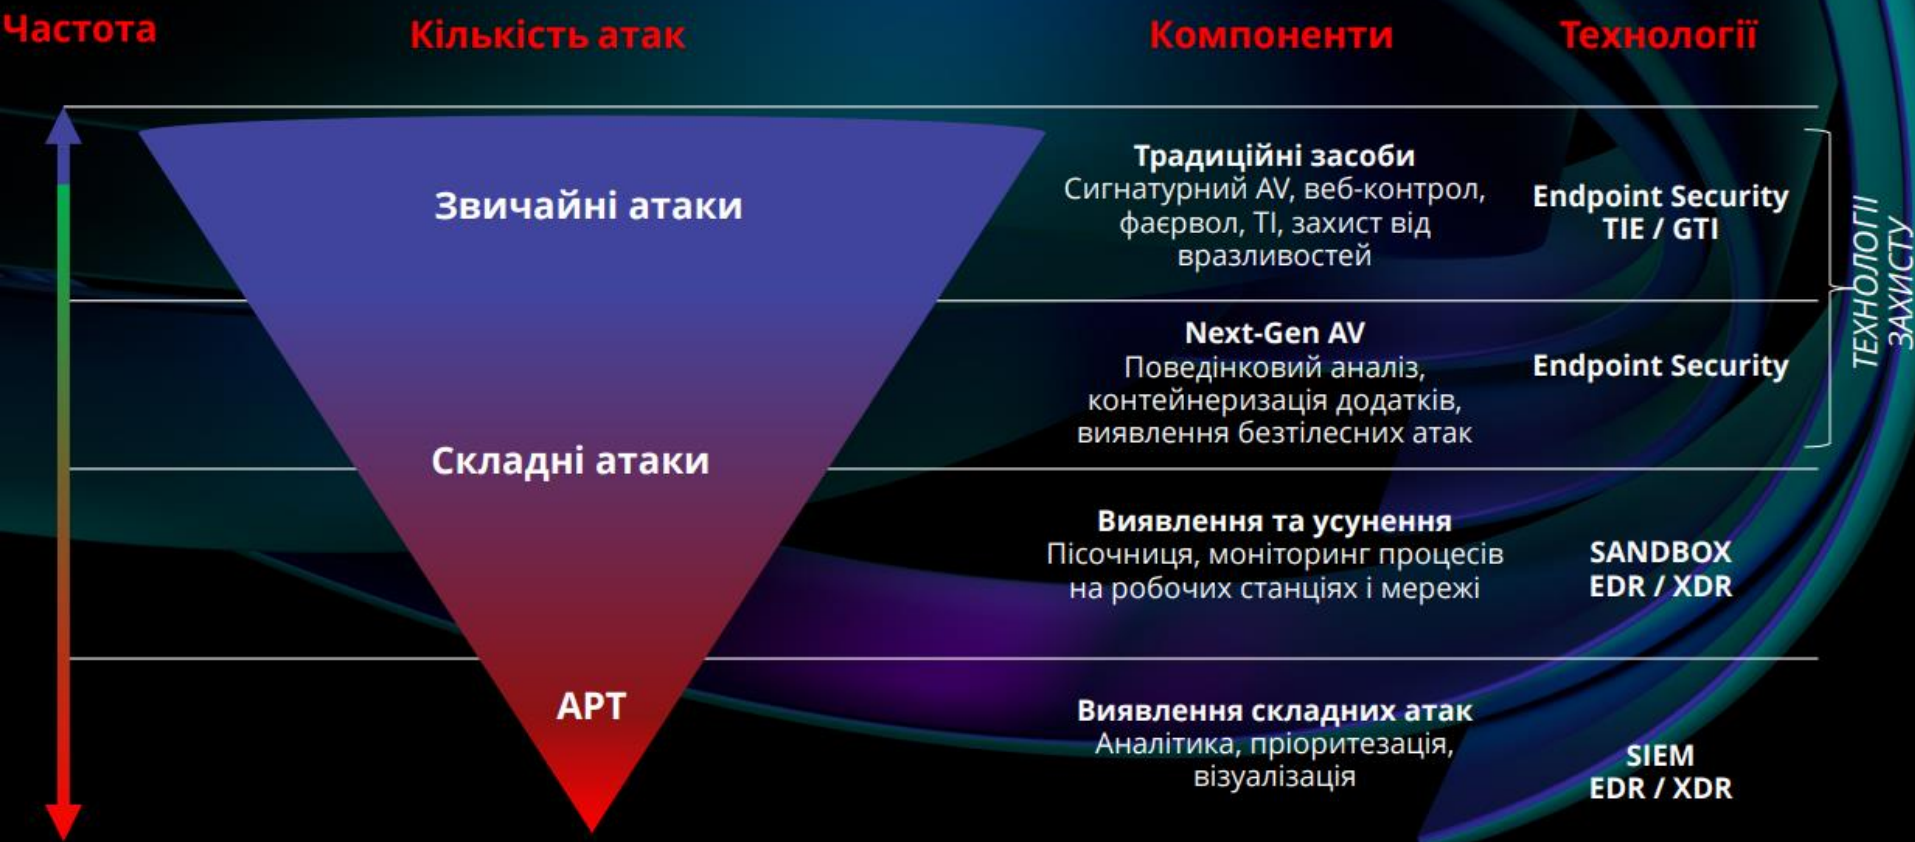 Частота
Кількість атак
Компоненти
Технології
Звичайні атаки
Традиційні засоби
Сигнатурний AV, веб-контрол,
фаєрвол, TI, захист від
вразливостей
Endpoint Security
TIE / GTI
ТЕХНОЛОГІЇ
ЗАХИСТУ
Next-Gen AV
Поведінковий аналіз,
контейнеризація додатків,
виявлення безтілесних атак
Endpoint Security
Складні атаки
Виявлення та усунення
Пісочниця, моніторинг процесів
на робочих станціях і мережі
SANDBOX
EDR / XDR
APT
Виявлення складних атак
Аналітика, пріоритезація,
візуалізація
SIEM
EDR / XDR